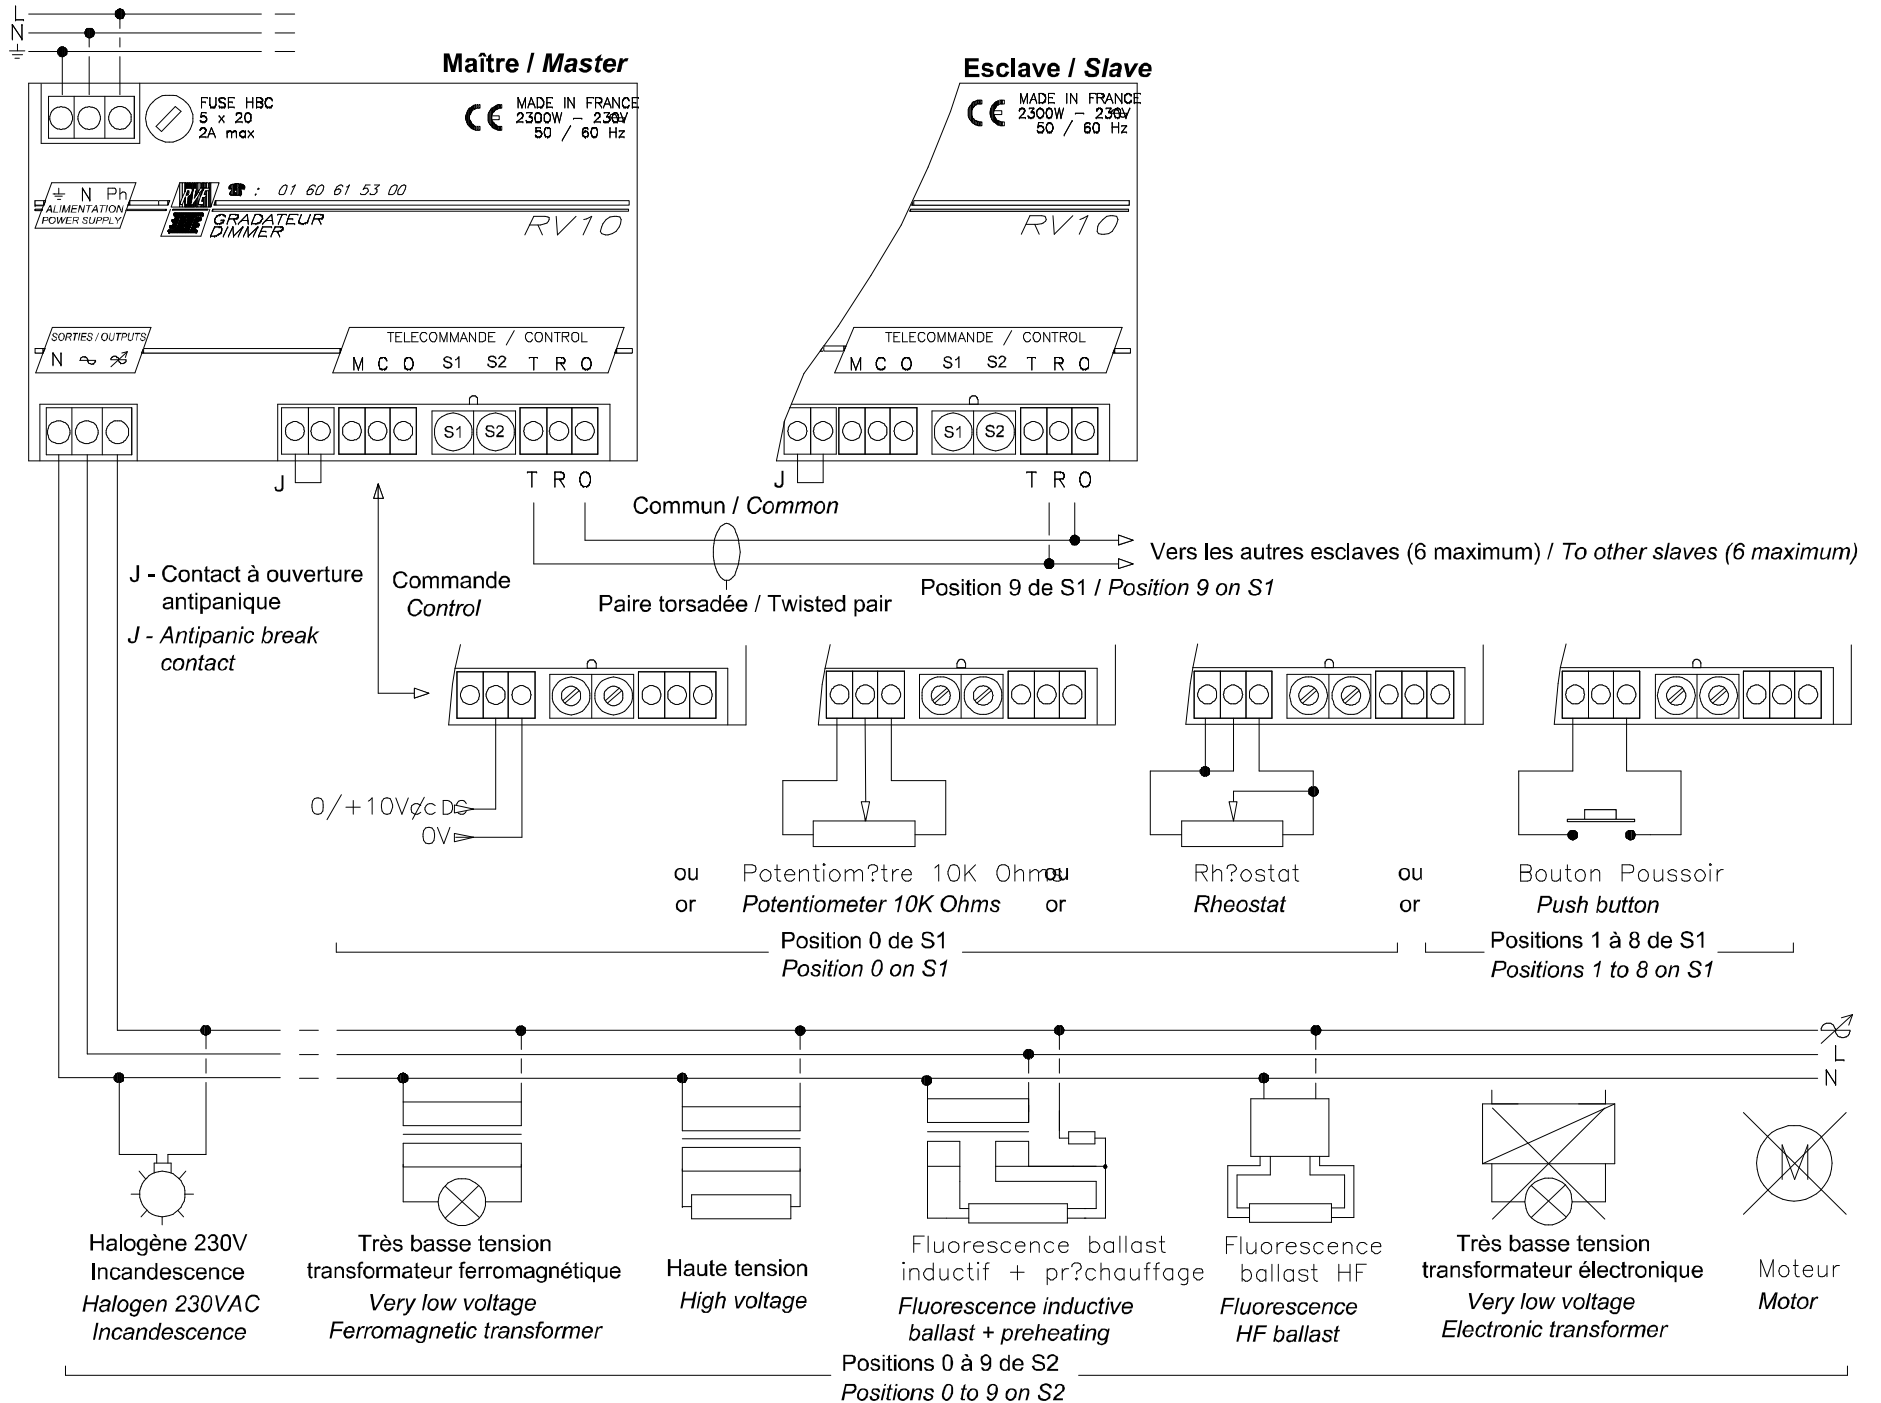 L
N
Maître / Master
Esclave / Slave
FUSE HBC
5 x 20
2A max
CE
MADE IN FRANCE
2300W – 230V
50 / 60 Hz
CE
MADE IN FRANCE
2300W – 230V
50 / 60 Hz
N Ph
ALIMENTATION
POWER SUPPLY
RVE
: 01 60 61 53 00
GRADATEUR
DIMMER
RV10
RV10
SORTIES / OUTPUTS
N
TELECOMMANDE / CONTROL
M C O S1 S2 T R O
TELECOMMANDE / CONTROL
M C O S1 S2 T R O
S1 S2
S1 S2
J
T R O
J
T R O
Commun / Common
Vers les autres esclaves (6 maximum) / To other slaves (6 maximum)
Position 9 de S1 / Position 9 on S1
Paire torsadée / Twisted pair
J - Contact à ouverture
antipanique
J - Antipanic break
contact
Commande
Control
0/+10V
0V
ou
or
Potentiom?tre 10K Ohms
Potentiometer 10K Ohms
ou
or
Rh?ostat
Rheostat
ou
or
Bouton Poussoir
Push button
Position 0 de S1
Position 0 on S1
Positions 1 à 8 de S1
Positions 1 to 8 on S1
L
N
M
Halogène 230V
Incandescence
Halogen 230VAC
Incandescence
Très basse tension
transformateur ferromagnétique
Very low voltage
Ferromagnetic transformer
Haute tension
High voltage
Fluorescence ballast
inductif + pr?chauffage
Fluorescence inductive
ballast + preheating
Fluorescence
ballast HF
Fluorescence
HF ballast
Très basse tension
transformateur électronique
Very low voltage
Electronic transformer
Moteur
Motor
Positions 0 à 9 de S2
Positions 0 to 9 on S2